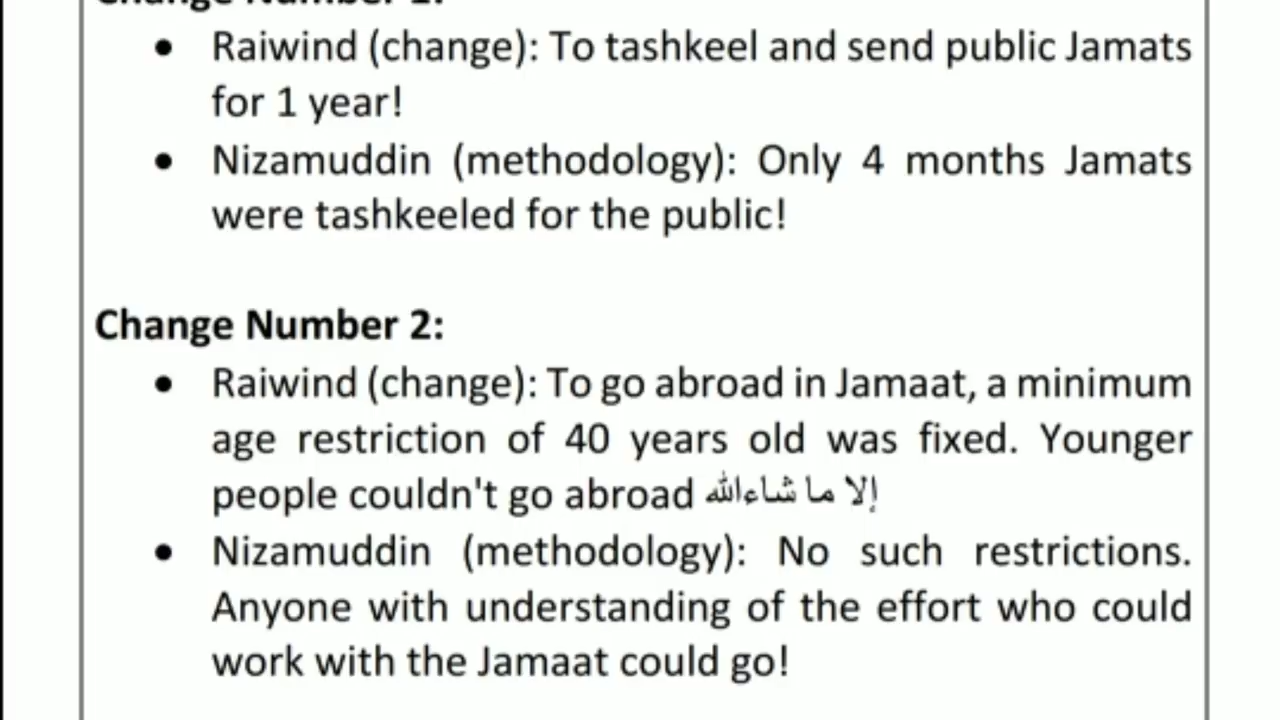 Change Number 1:
Raiwind (change): To tashkeel and send public Jamats
for 1 year!
Nizamuddin (methodology): Only 4 months Jamats
were tashkeeled for the public!
Change Number 2:
Raiwind (change): To go abroad in Jamaat, a minimum
age restriction of 40 years old was fixed. Younger
people couldn't go abroad إلا ما شاءالله
Nizamuddin (methodology): No such restrictions.
Anyone with understanding of the effort who could
work with the Jamaat could go!